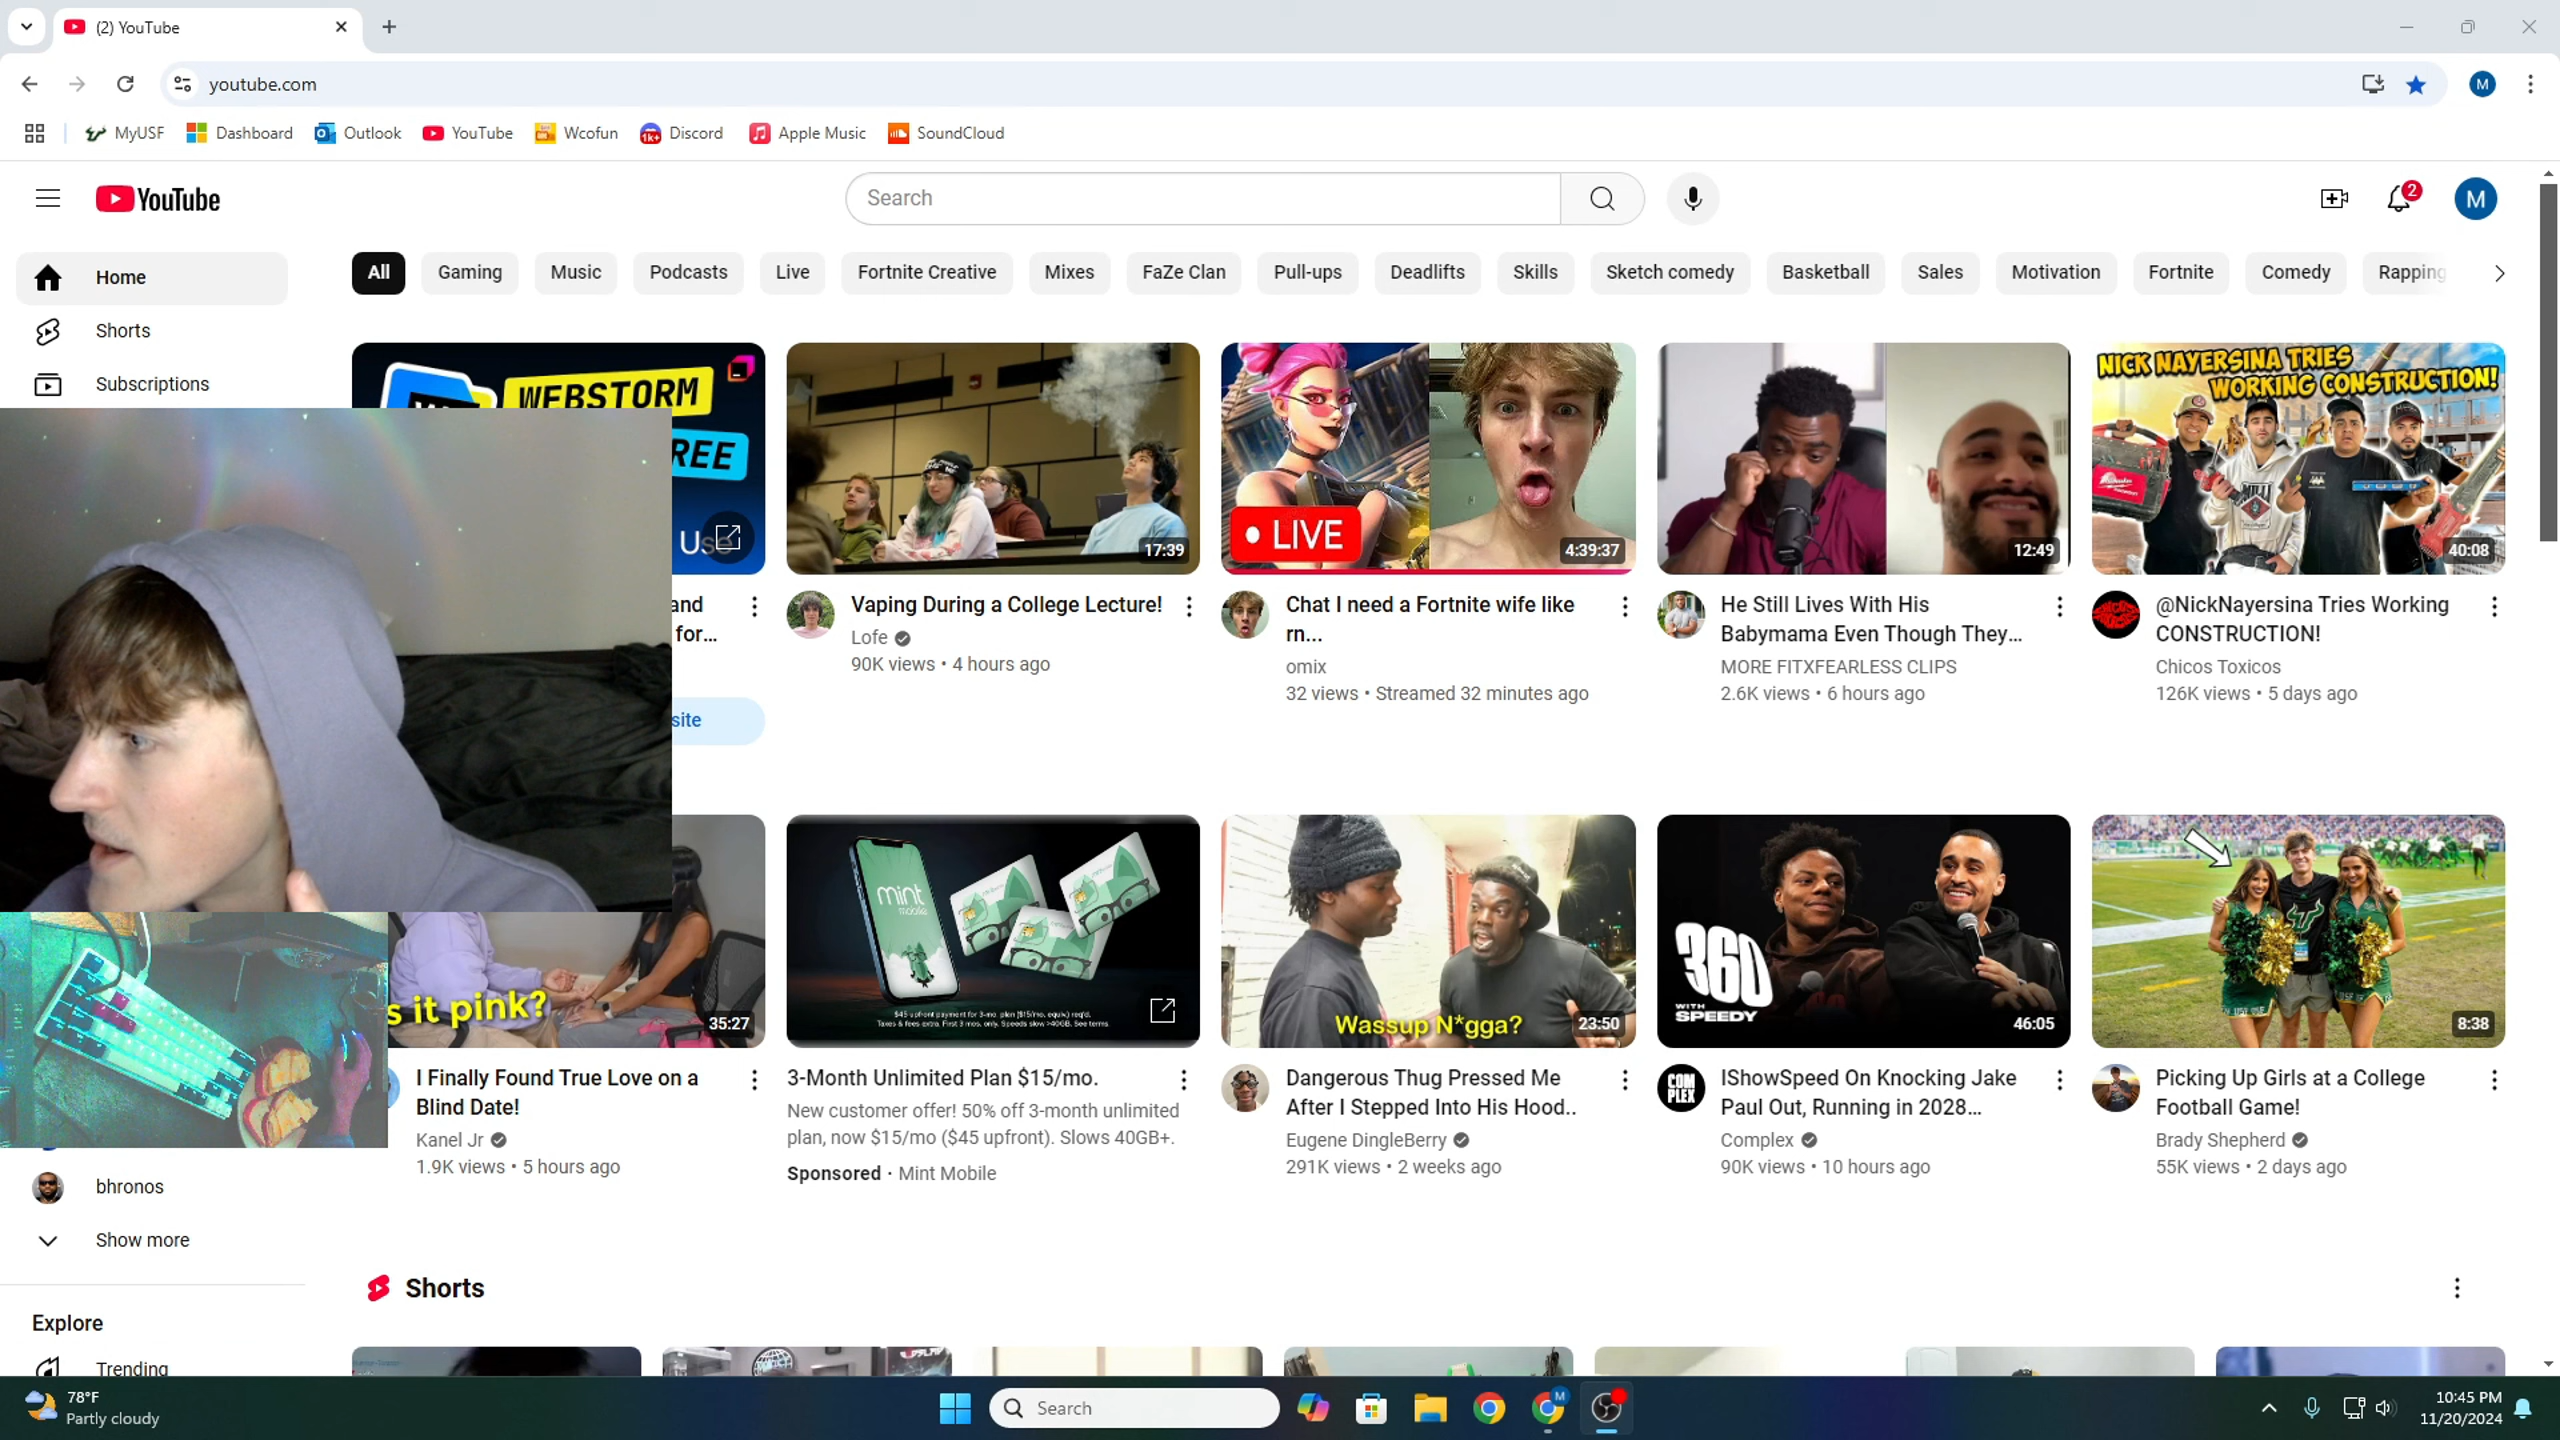 (2) YouTube
youtube.com
MyUSF Dashboard Outlook YouTube Wcofun 1k+ Discord Apple Music SoundCloud
M
YouTube
Search
2
M
Home
Shorts
Subscriptions
All Gaming Music Podcasts Live Fortnite Creative Mixes FaZe Clan Pull-ups Deadlifts Skills Sketch comedy Basketball Sales Motivation Fortnite Comedy Rapping
WEBSTORM
REE
Use
and
for...
site
17:39
Vaping During a College Lecture!
Lofe
90K views • 4 hours ago
LIVE
4:39:37
Chat I need a Fortnite wife like
rn...
omix
32 views • Streamed 32 minutes ago
12:49
He Still Lives With His
Babymama Even Though They...
MORE FITXFEARLESS CLIPS
2.6K views • 6 hours ago
NICK NAYERSINA TRIES
WORKING CONSTRUCTION!
40:08
@NickNayersina Tries Working
CONSTRUCTION!
Chicos Toxicos
126K views • 5 days ago
s it pink?
35:27
I Finally Found True Love on a
Blind Date!
Kanel Jr
1.9K views • 5 hours ago
mint
mobile
$45 upfront payment for 3-mo. plan ($15/mo. equiv.) req'd.
Taxes & fees extra. First 3 mos. only. Speeds slow >40GB. See terms.
3-Month Unlimited Plan $15/mo.
New customer offer! 50% off 3-month unlimited
plan, now $15/mo ($45 upfront). Slows 40GB+.
Sponsored · Mint Mobile
Wassup N*gga?
23:50
Dangerous Thug Pressed Me
After I Stepped Into His Hood..
Eugene DingleBerry
291K views • 2 weeks ago
360
WITH
SPEEDY
46:05
COMPLEX
IShowSpeed On Knocking Jake
Paul Out, Running in 2028...
Complex
90K views • 10 hours ago
8:38
Picking Up Girls at a College
Football Game!
Brady Shepherd
55K views • 2 days ago
bhronos
Show more
Shorts
Explore
Trending
78°F
Partly cloudy
Search
M
10:45 PM
11/20/2024